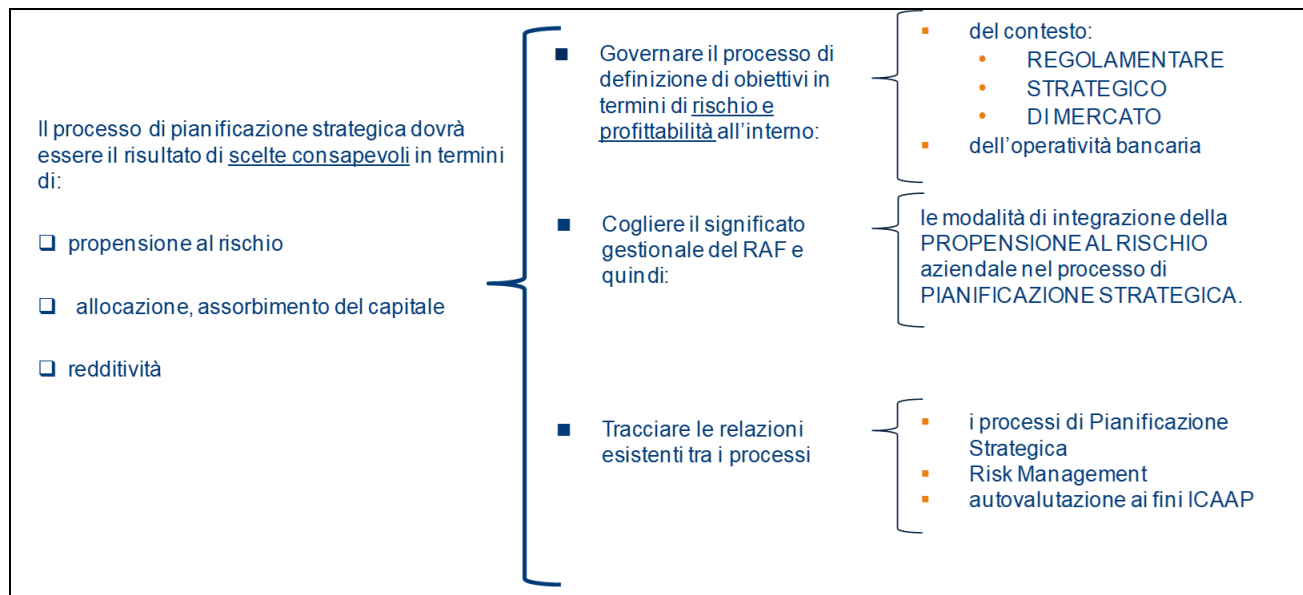 Il processo di pianificazione strategica dovrà
essere il risultato di scelte consapevoli in termini
di:
propensione al rischio
allocazione, assorbimento del capitale
redditività
Governare il processo di
definizione di obiettivi in
termini di rischio e
profittabilità all'interno:
del contesto:
REGOLAMENTARE
STRATEGICO
DI MERCATO
dell'operatività bancaria
Cogliere il significato
gestionale del RAF e
quindi:
le modalità di integrazione della
PROPENSIONE AL RISCHIO
aziendale nel processo di
PIANIFICAZIONE STRATEGICA.
Tracciare le relazioni
esistenti tra i processi
i processi di Pianificazione
Strategica
Risk Management
autovalutazione ai fini ICAAP